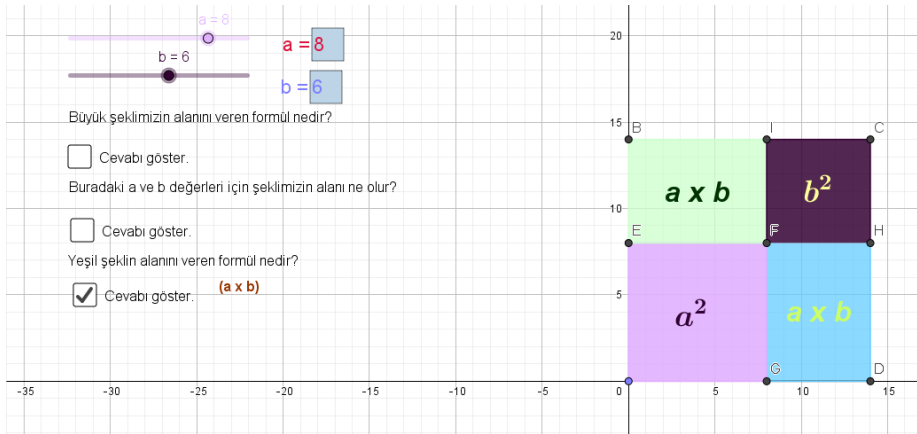 a = 8
a = 8
b = 6
b = 6
Büyük şeklimizin alanını veren formül nedir?
Cevabı göster.
Buradaki a ve b değerleri için şeklimizin alanı ne olur?
Cevabı göster.
Yeşil şeklin alanını veren formül nedir?
Cevabı göster. (a x b)
20
15
B I C
a x b b²
10
E F H
5
a² a x b
G D
-35 -30 -25 -20 -15 -10 -5 0 5 10 15